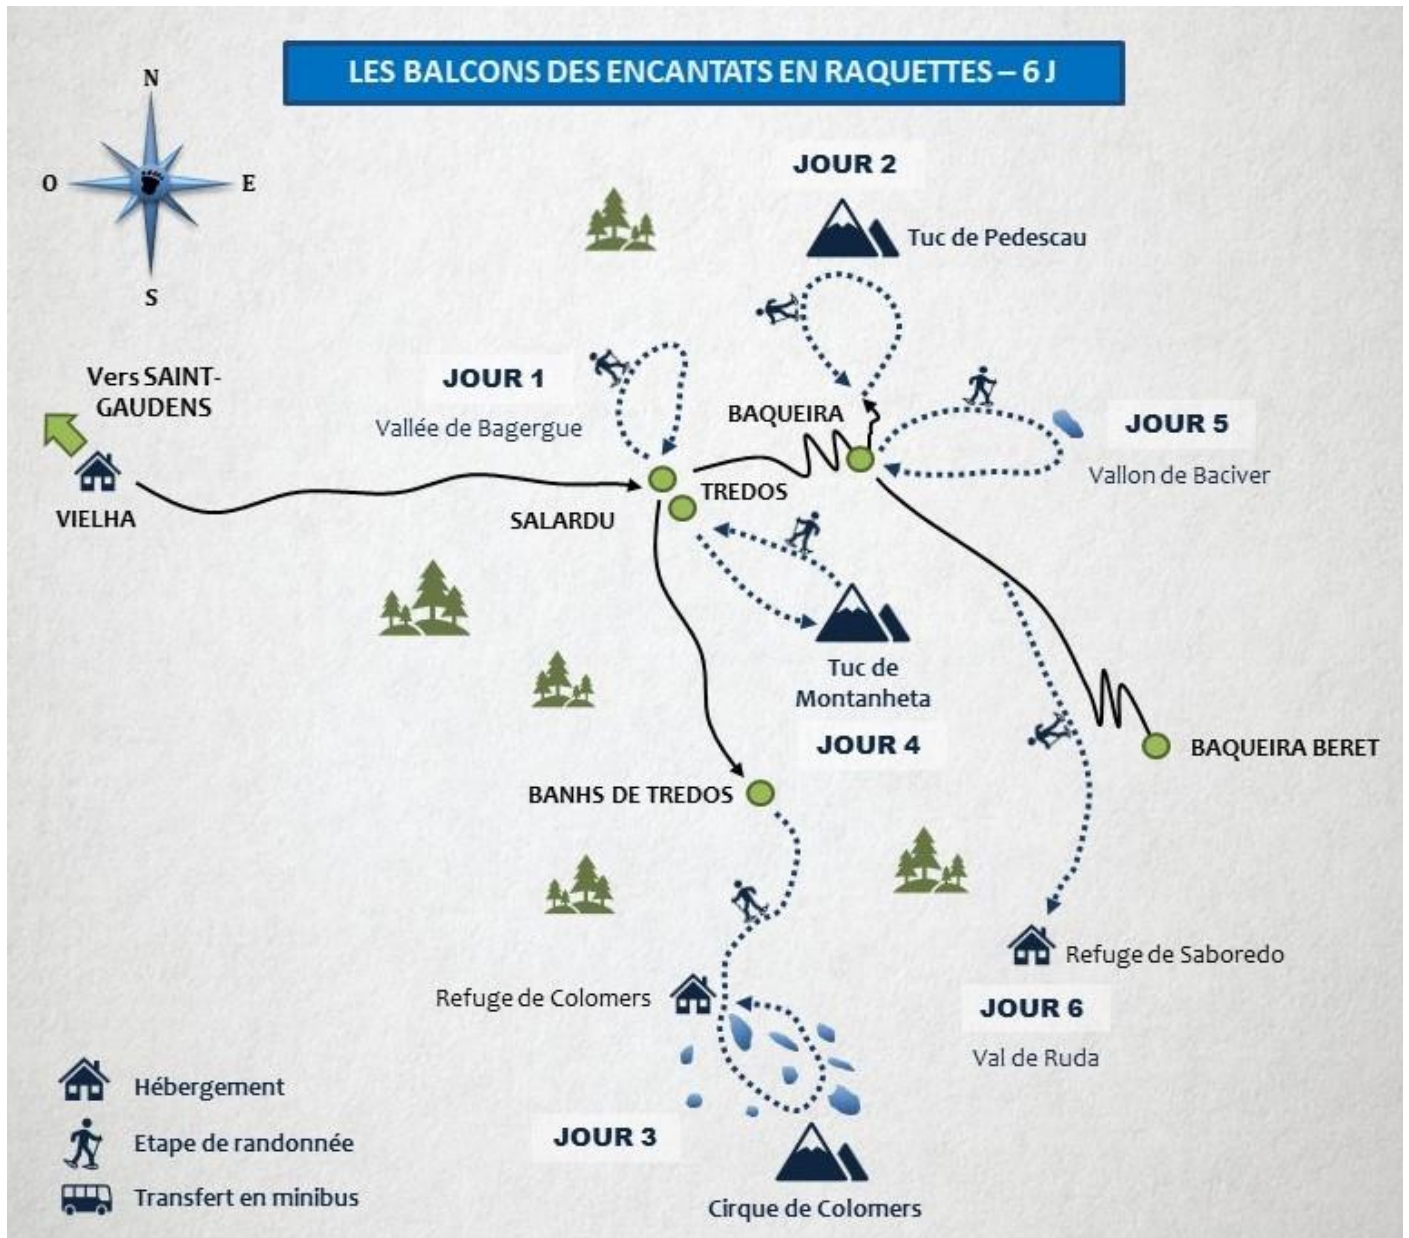 LES BALCONS DES ENCANTATS EN RAQUETTES – 6 J
N
O
E
S
JOUR 2
Tuc de Pedescau
Vers SAINT-
GAUDENS
JOUR 1
Vallée de Bagergue
BAQUEIRA
JOUR 5
Vallon de Baciver
VIELHA
SALARDU
TREDOS
Tuc de
Montanheta
JOUR 4
BAQUEIRA BERET
BANHS DE TREDOS
Refuge de Saboredo
JOUR 6
Val de Ruda
Refuge de Colomers
JOUR 3
Cirque de Colomers
Hébergement
Etape de randonnée
Transfert en minibus